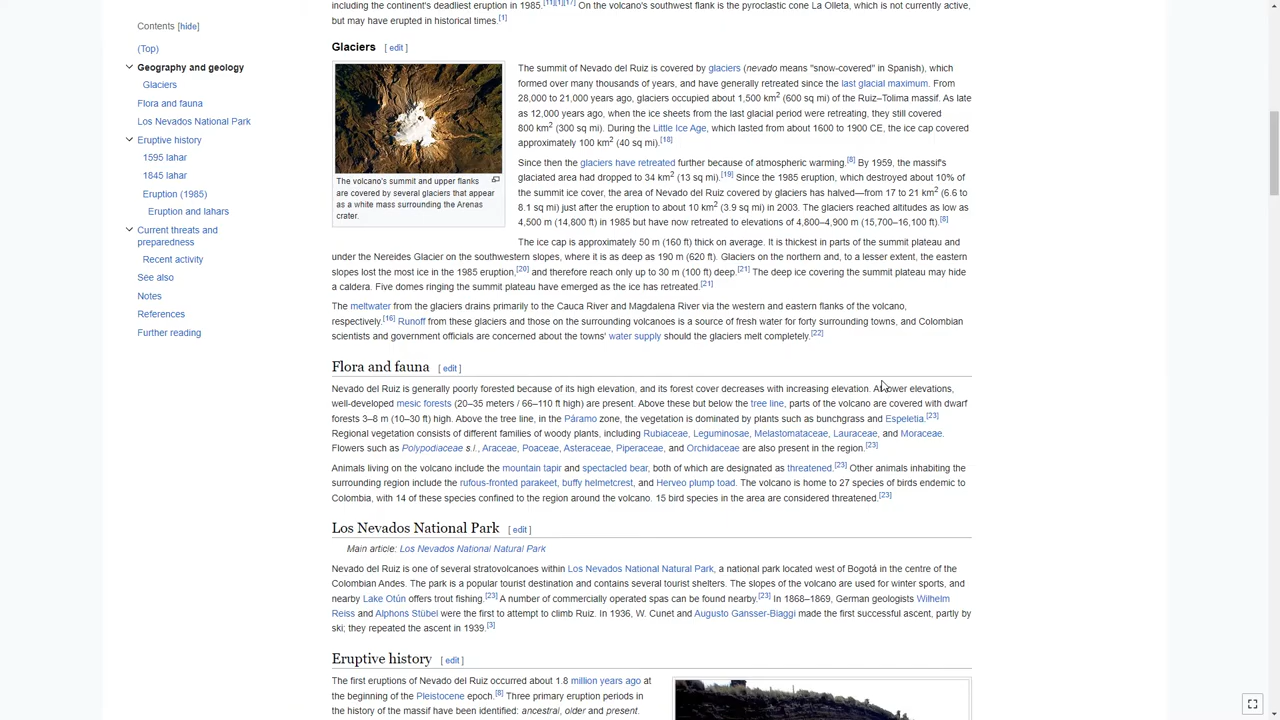 Contents [hide]
(Top)
Geography and geology
Glaciers
Flora and fauna
Los Nevados National Park
Eruptive history
1595 lahar
1845 lahar
Eruption (1985)
Eruption and lahars
Current threats and
preparedness
Recent activity
See also
Notes
References
Further reading
including the continent's deadliest eruption in 1985.[11][1][17] On the volcano's southwest flank is the pyroclastic cone La Olleta, which is not currently active,
but may have erupted in historical times.[1]
Glaciers [ edit ]
The volcano's summit and upper flanks
are covered by several glaciers that appear
as a white mass surrounding the Arenas
crater.
The summit of Nevado del Ruiz is covered by glaciers (nevado means "snow-covered" in Spanish), which
formed over many thousands of years, and have generally retreated since the last glacial maximum. From
28,000 to 21,000 years ago, glaciers occupied about 1,500 km2 (600 sq mi) of the Ruiz–Tolima massif. As late
as 12,000 years ago, when the ice sheets from the last glacial period were retreating, they still covered
800 km2 (300 sq mi). During the Little Ice Age, which lasted from about 1600 to 1900 CE, the ice cap covered
approximately 100 km2 (40 sq mi).[18]
Since then the glaciers have retreated further because of atmospheric warming.[8] By 1959, the massif's
glaciated area had dropped to 34 km2 (13 sq mi).[19] Since the 1985 eruption, which destroyed about 10% of
the summit ice cover, the area of Nevado del Ruiz covered by glaciers has halved—from 17 to 21 km2 (6.6 to
8.1 sq mi) just after the eruption to about 10 km2 (3.9 sq mi) in 2003. The glaciers reached altitudes as low as
4,500 m (14,800 ft) in 1985 but have now retreated to elevations of 4,800–4,900 m (15,700–16,100 ft).[8]
The ice cap is approximately 50 m (160 ft) thick on average. It is thickest in parts of the summit plateau and
under the Nereides Glacier on the southwestern slopes, where it is as deep as 190 m (620 ft). Glaciers on the northern and, to a lesser extent, the eastern
slopes lost the most ice in the 1985 eruption,[20] and therefore reach only up to 30 m (100 ft) deep.[21] The deep ice covering the summit plateau may hide
a caldera. Five domes ringing the summit plateau have emerged as the ice has retreated.[21]
The meltwater from the glaciers drains primarily to the Cauca River and Magdalena River via the western and eastern flanks of the volcano,
respectively.[16] Runoff from these glaciers and those on the surrounding volcanoes is a source of fresh water for forty surrounding towns, and Colombian
scientists and government officials are concerned about the towns' water supply should the glaciers melt completely.[22]
Flora and fauna [ edit ]
Nevado del Ruiz is generally poorly forested because of its high elevation, and its forest cover decreases with increasing elevation. At lower elevations,
well-developed mesic forests (20–35 meters / 66–110 ft high) are present. Above these but below the tree line, parts of the volcano are covered with dwarf
forests 3–8 m (10–30 ft) high. Above the tree line, in the Páramo zone, the vegetation is dominated by plants such as bunchgrass and Espeletia.[23]
Regional vegetation consists of different families of woody plants, including Rubiaceae, Leguminosae, Melastomataceae, Lauraceae, and Moraceae.
Flowers such as Polypodiaceae s.l., Araceae, Poaceae, Asteraceae, Piperaceae, and Orchidaceae are also present in the region.[23]
Animals living on the volcano include the mountain tapir and spectacled bear, both of which are designated as threatened.[23] Other animals inhabiting the
surrounding region include the rufous-fronted parakeet, buffy helmetcrest, and Herveo plump toad. The volcano is home to 27 species of birds endemic to
Colombia, with 14 of these species confined to the region around the volcano. 15 bird species in the area are considered threatened.[23]
Los Nevados National Park [ edit ]
Main article: Los Nevados National Natural Park
Nevado del Ruiz is one of several stratovolcanoes within Los Nevados National Natural Park, a national park located west of Bogotá in the centre of the
Colombian Andes. The park is a popular tourist destination and contains several tourist shelters. The slopes of the volcano are used for winter sports, and
nearby Lake Otún offers trout fishing.[23] A number of commercially operated spas can be found nearby.[23] In 1868–1869, German geologists Wilhelm
Reiss and Alphons Stübel were the first to attempt to climb Ruiz. In 1936, W. Cunet and Augusto Gansser-Biaggi made the first successful ascent, partly by
ski; they repeated the ascent in 1939.[3]
Eruptive history [ edit ]
The first eruptions of Nevado del Ruiz occurred about 1.8 million years ago at
the beginning of the Pleistocene epoch.[8] Three primary eruption periods in
the history of the massif have been identified: ancestral, older and present.